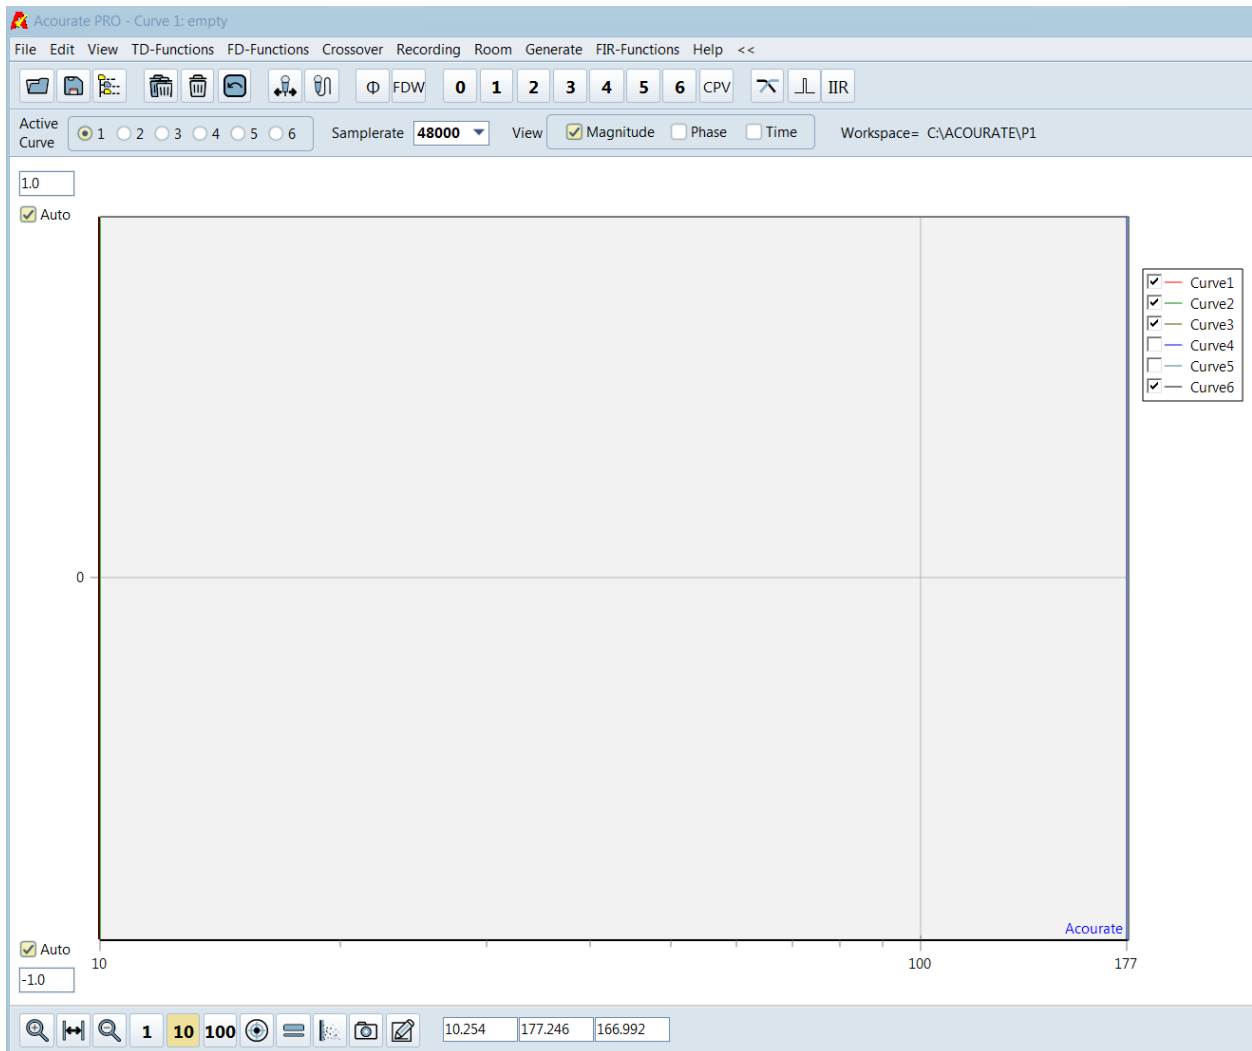 Acourate PRO - Curve 1: empty
File Edit View TD-Functions FD-Functions Crossover Recording Room Generate FIR-Functions Help <<
Φ FDW 0 1 2 3 4 5 6 CPV IIR
Active Curve 1 2 3 4 5 6 Samplerate 48000 View Magnitude Phase Time Workspace= C:\ACOURATE\P1
1.0
Auto
Curve1
Curve2
Curve3
Curve4
Curve5
Curve6
0
Acourate
Auto
10 100 177
-1.0
1 10 100 10.254 177.246 166.992